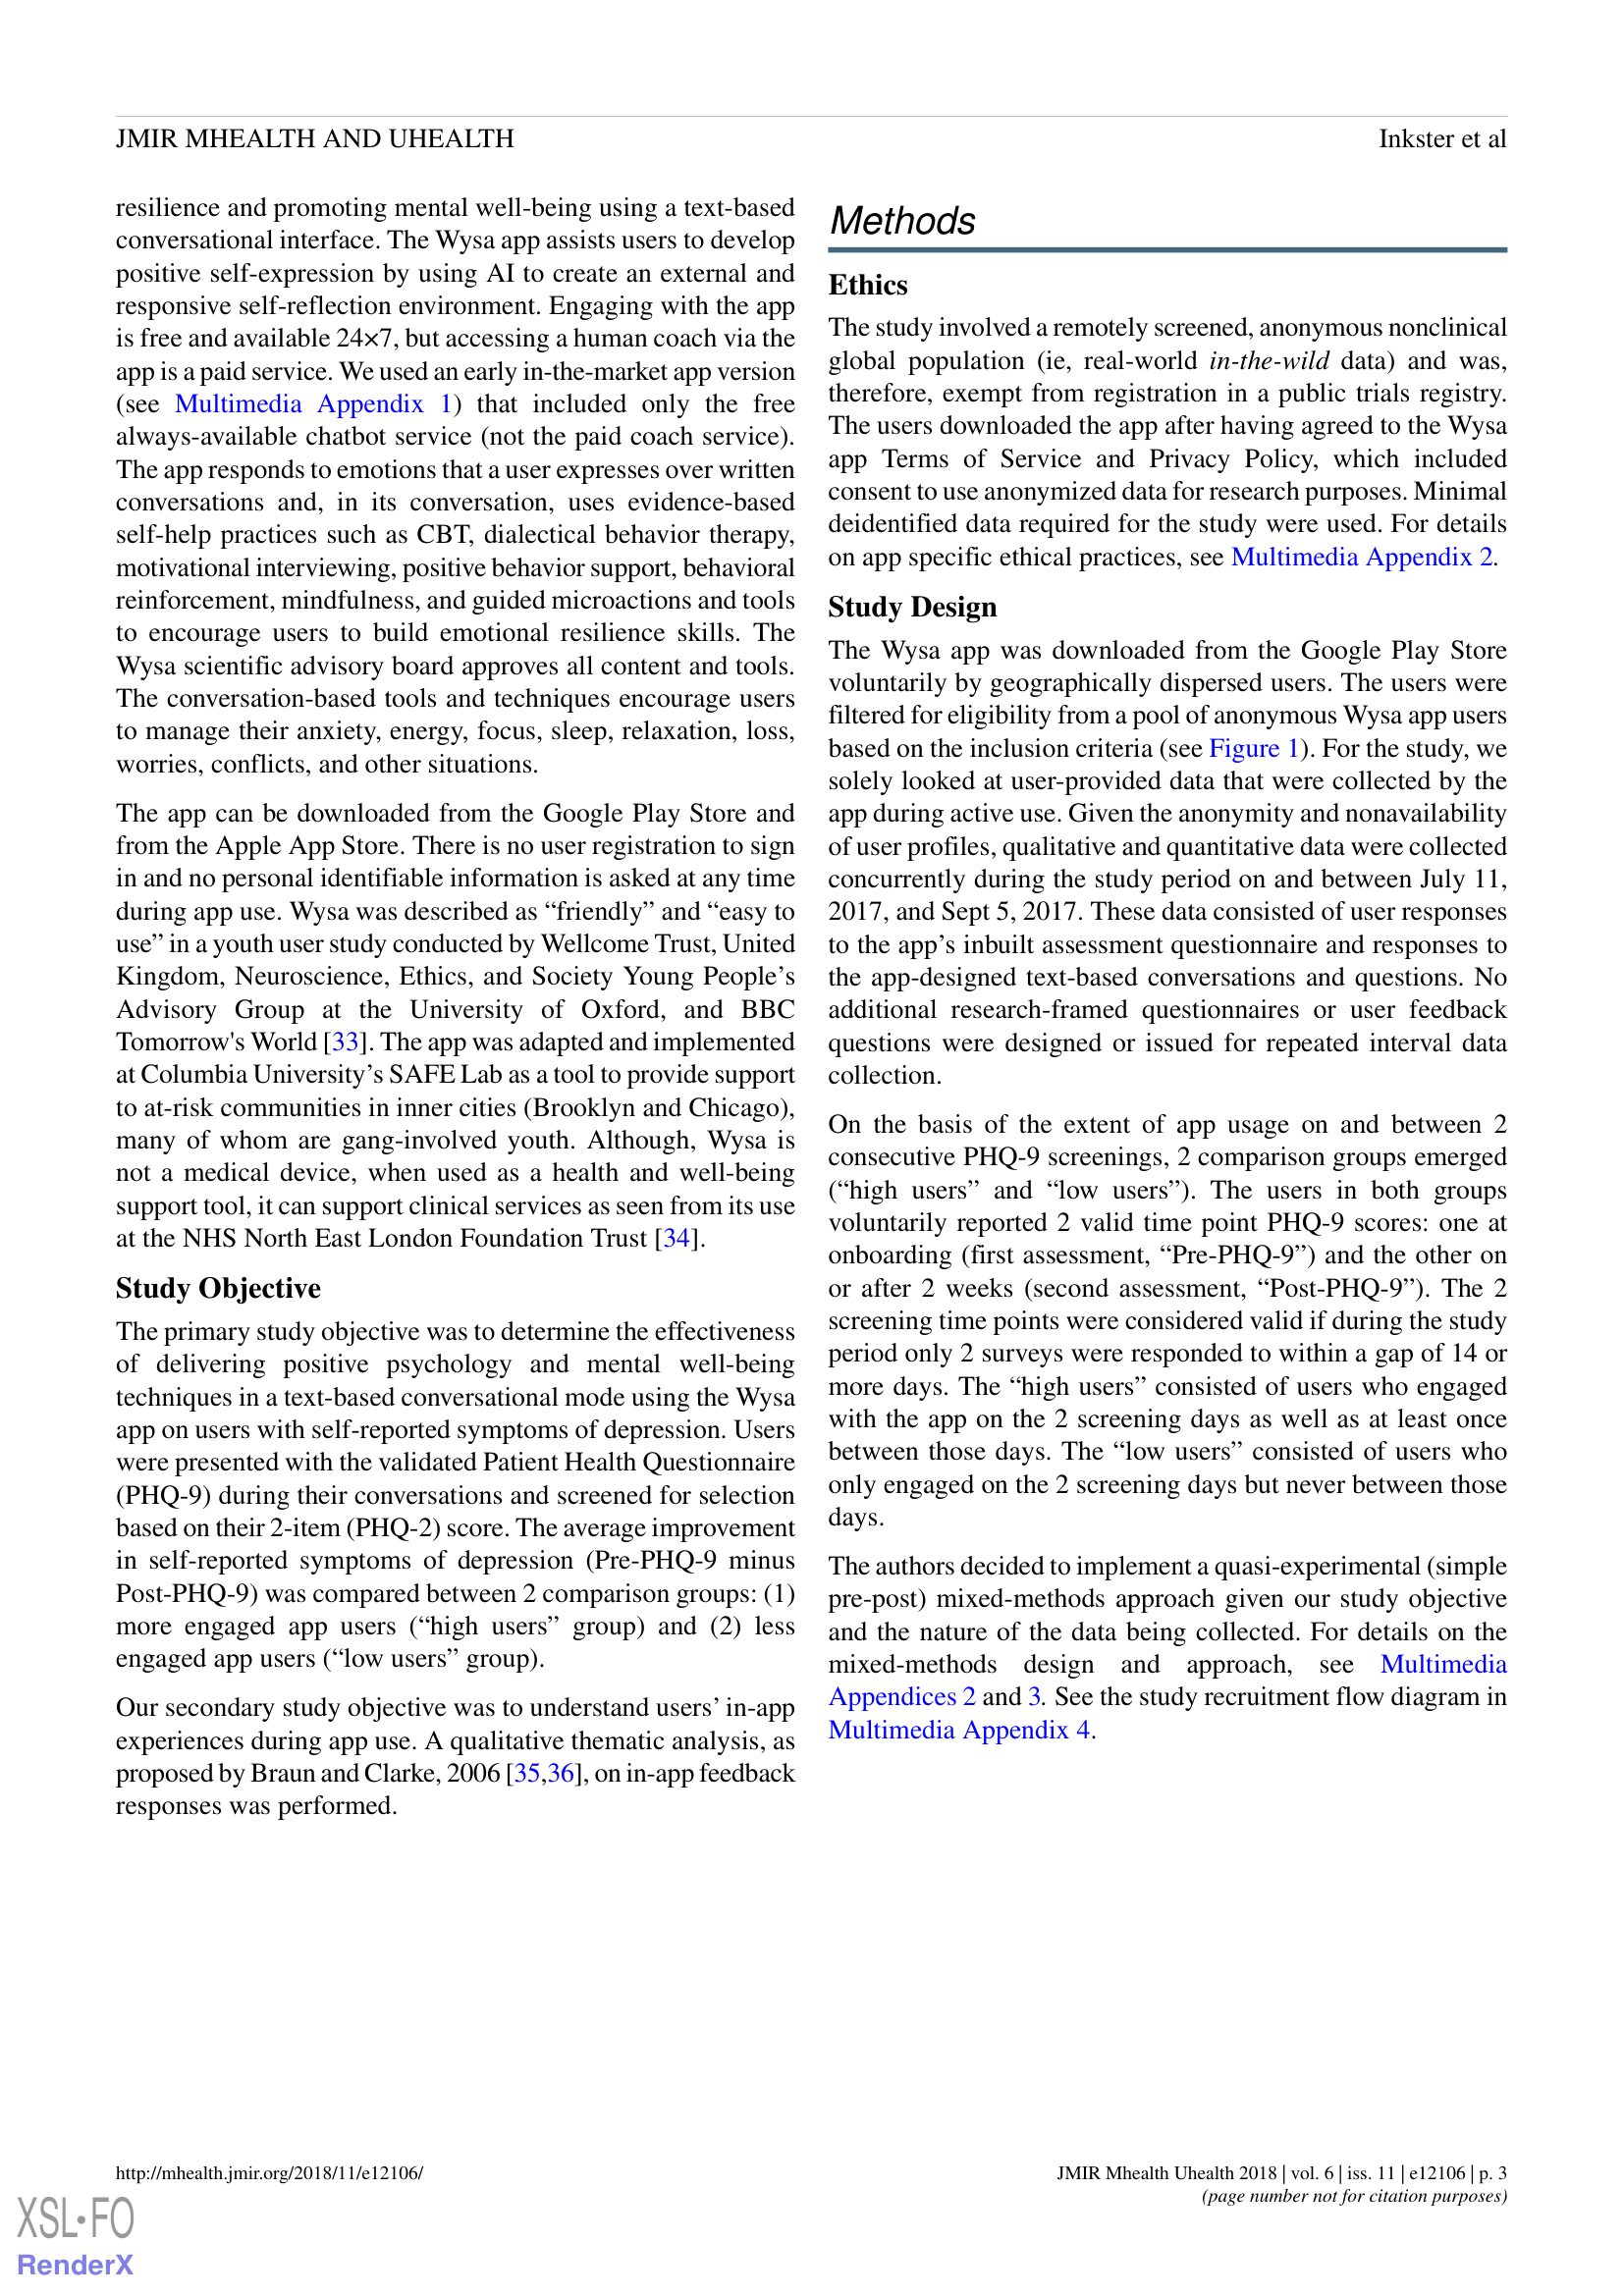 JMIR MHEALTH AND UHEALTH
Inkster et al
resilience and promoting mental well-being using a text-based
conversational interface. The Wysa app assists users to develop
positive self-expression by using AI to create an external and
responsive self-reflection environment. Engaging with the app
is free and available 24×7, but accessing a human coach via the
app is a paid service. We used an early in-the-market app version
(see Multimedia Appendix 1) that included only the free
always-available chatbot service (not the paid coach service).
The app responds to emotions that a user expresses over written
conversations and, in its conversation, uses evidence-based
self-help practices such as CBT, dialectical behavior therapy,
motivational interviewing, positive behavior support, behavioral
reinforcement, mindfulness, and guided microactions and tools
to encourage users to build emotional resilience skills. The
Wysa scientific advisory board approves all content and tools.
The conversation-based tools and techniques encourage users
to manage their anxiety, energy, focus, sleep, relaxation, loss,
worries, conflicts, and other situations.
The app can be downloaded from the Google Play Store and
from the Apple App Store. There is no user registration to sign
in and no personal identifiable information is asked at any time
during app use. Wysa was described as “friendly” and “easy to
use” in a youth user study conducted by Wellcome Trust, United
Kingdom, Neuroscience, Ethics, and Society Young People’s
Advisory Group at the University of Oxford, and BBC
Tomorrow's World [33]. The app was adapted and implemented
at Columbia University’s SAFE Lab as a tool to provide support
to at-risk communities in inner cities (Brooklyn and Chicago),
many of whom are gang-involved youth. Although, Wysa is
not a medical device, when used as a health and well-being
support tool, it can support clinical services as seen from its use
at the NHS North East London Foundation Trust [34].
Study Objective
The primary study objective was to determine the effectiveness
of delivering positive psychology and mental well-being
techniques in a text-based conversational mode using the Wysa
app on users with self-reported symptoms of depression. Users
were presented with the validated Patient Health Questionnaire
(PHQ-9) during their conversations and screened for selection
based on their 2-item (PHQ-2) score. The average improvement
in self-reported symptoms of depression (Pre-PHQ-9 minus
Post-PHQ-9) was compared between 2 comparison groups: (1)
more engaged app users (“high users” group) and (2) less
engaged app users (“low users” group).
Our secondary study objective was to understand users’ in-app
experiences during app use. A qualitative thematic analysis, as
proposed by Braun and Clarke, 2006 [35,36], on in-app feedback
responses was performed.
Methods
Ethics
The study involved a remotely screened, anonymous nonclinical
global population (ie, real-world in-the-wild data) and was,
therefore, exempt from registration in a public trials registry.
The users downloaded the app after having agreed to the Wysa
app Terms of Service and Privacy Policy, which included
consent to use anonymized data for research purposes. Minimal
deidentified data required for the study were used. For details
on app specific ethical practices, see Multimedia Appendix 2.
Study Design
The Wysa app was downloaded from the Google Play Store
voluntarily by geographically dispersed users. The users were
filtered for eligibility from a pool of anonymous Wysa app users
based on the inclusion criteria (see Figure 1). For the study, we
solely looked at user-provided data that were collected by the
app during active use. Given the anonymity and nonavailability
of user profiles, qualitative and quantitative data were collected
concurrently during the study period on and between July 11,
2017, and Sept 5, 2017. These data consisted of user responses
to the app’s inbuilt assessment questionnaire and responses to
the app-designed text-based conversations and questions. No
additional research-framed questionnaires or user feedback
questions were designed or issued for repeated interval data
collection.
On the basis of the extent of app usage on and between 2
consecutive PHQ-9 screenings, 2 comparison groups emerged
(“high users” and “low users”). The users in both groups
voluntarily reported 2 valid time point PHQ-9 scores: one at
onboarding (first assessment, “Pre-PHQ-9”) and the other on
or after 2 weeks (second assessment, “Post-PHQ-9”). The 2
screening time points were considered valid if during the study
period only 2 surveys were responded to within a gap of 14 or
more days. The “high users” consisted of users who engaged
with the app on the 2 screening days as well as at least once
between those days. The “low users” consisted of users who
only engaged on the 2 screening days but never between those
days.
The authors decided to implement a quasi-experimental (simple
pre-post) mixed-methods approach given our study objective
and the nature of the data being collected. For details on the
mixed-methods design and approach, see Multimedia
Appendices 2 and 3. See the study recruitment flow diagram in
Multimedia Appendix 4.
http://mhealth.jmir.org/2018/11/e12106/
JMIR Mhealth Uhealth 2018 | vol. 6 | iss. 11 | e12106 | p. 3
(page number not for citation purposes)
XSL•FO
RenderX